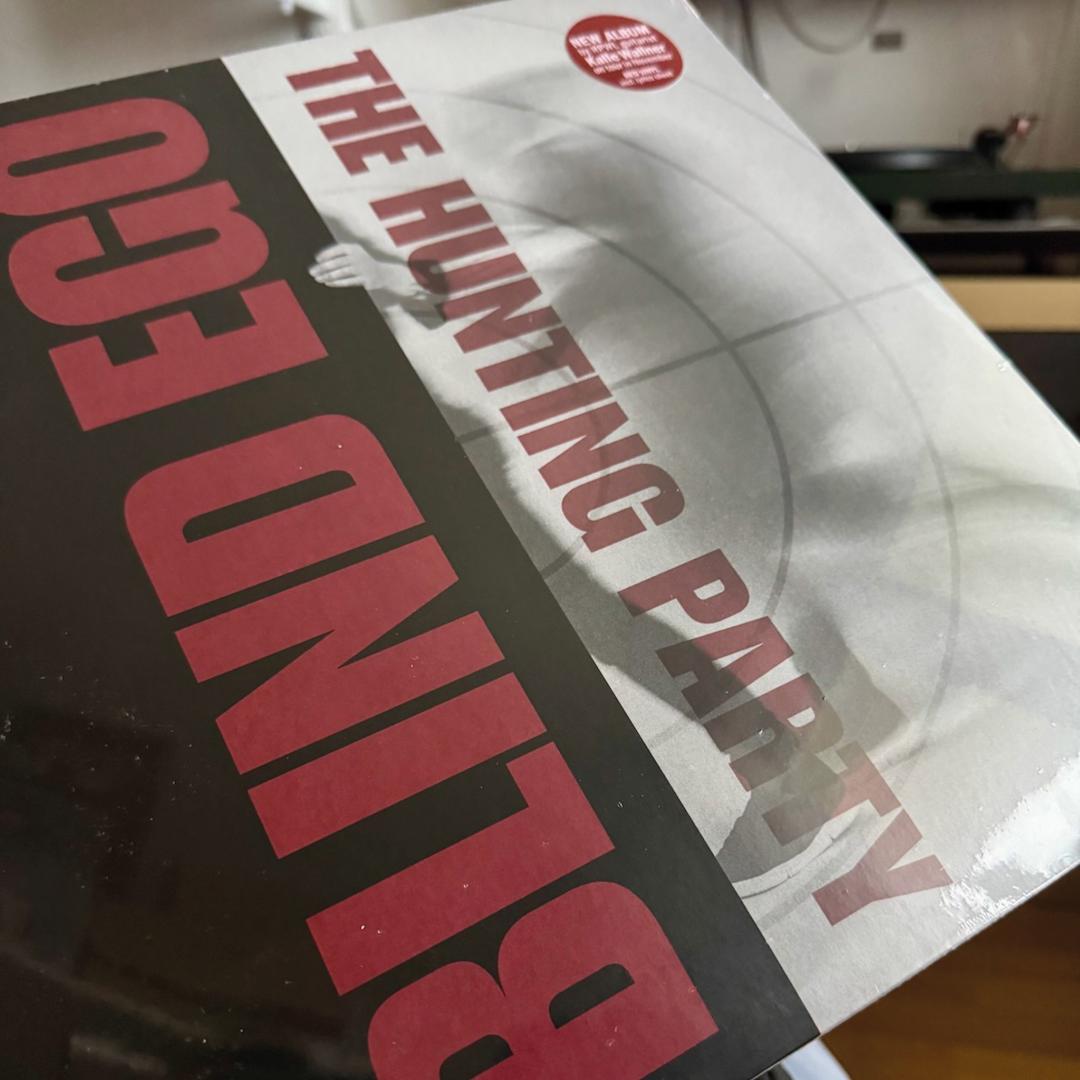 BLIND EGO
THE HUNTING PARTY
NEW ALBUM
Kalle Wallner